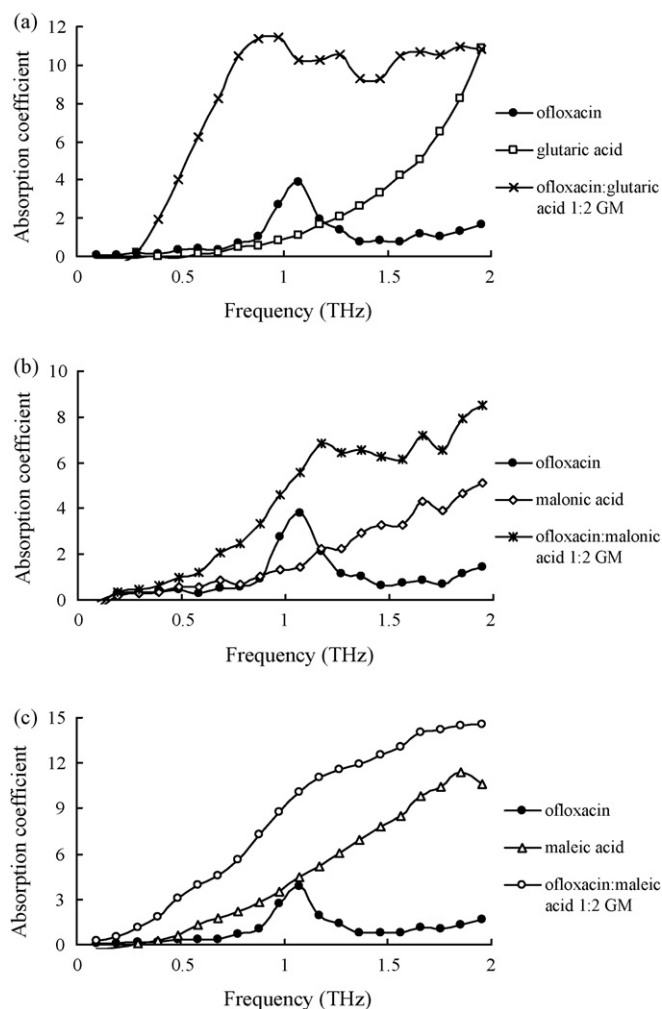 (a)
12
10
8
6
4
2
0
Absorption coefficient
0 0.5 1 1.5 2
Frequency (THz)
ofloxacin
glutaric acid
ofloxacin:glutaric
acid 1:2 GM
(b)
10
8
6
4
2
0
Absorption coefficient
0 0.5 1 1.5 2
Frequency (THz)
ofloxacin
malonic acid
ofloxacin:malonic
acid 1:2 GM
(c)
15
12
9
6
3
0
Absorption coefficient
0 0.5 1 1.5 2
Frequency (THz)
ofloxacin
maleic acid
ofloxacin:maleic
acid 1:2 GM